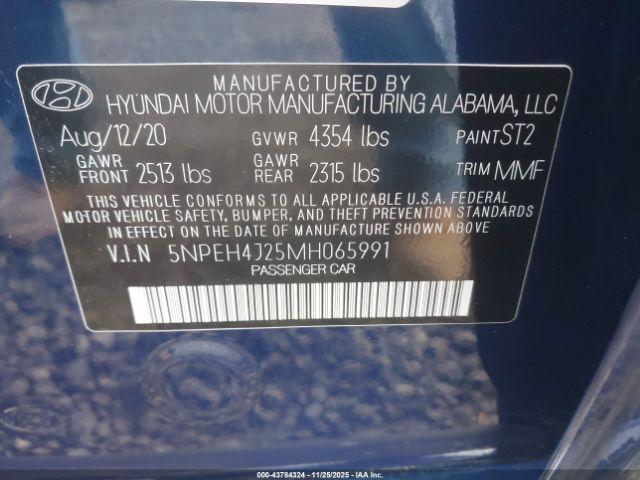 MANUFACTURED BY
HYUNDAI MOTOR MANUFACTURING ALABAMA, LLC
Aug/12/20 GVWR 4354 lbs PAINT ST2
GAWR FRONT 2513 lbs GAWR REAR 2315 lbs TRIM MMF
THIS VEHICLE CONFORMS TO ALL APPLICABLE U.S.A. FEDERAL
MOTOR VEHICLE SAFETY, BUMPER, AND THEFT PREVENTION
STANDARDS IN EFFECT ON THE DATE OF MANUFACTURE SHOWN ABOVE.
V.I.N 5NPEH4J25MH065991
PASSENGER CAR
000-43784324 — 11/25/2025 — IAAI.COM